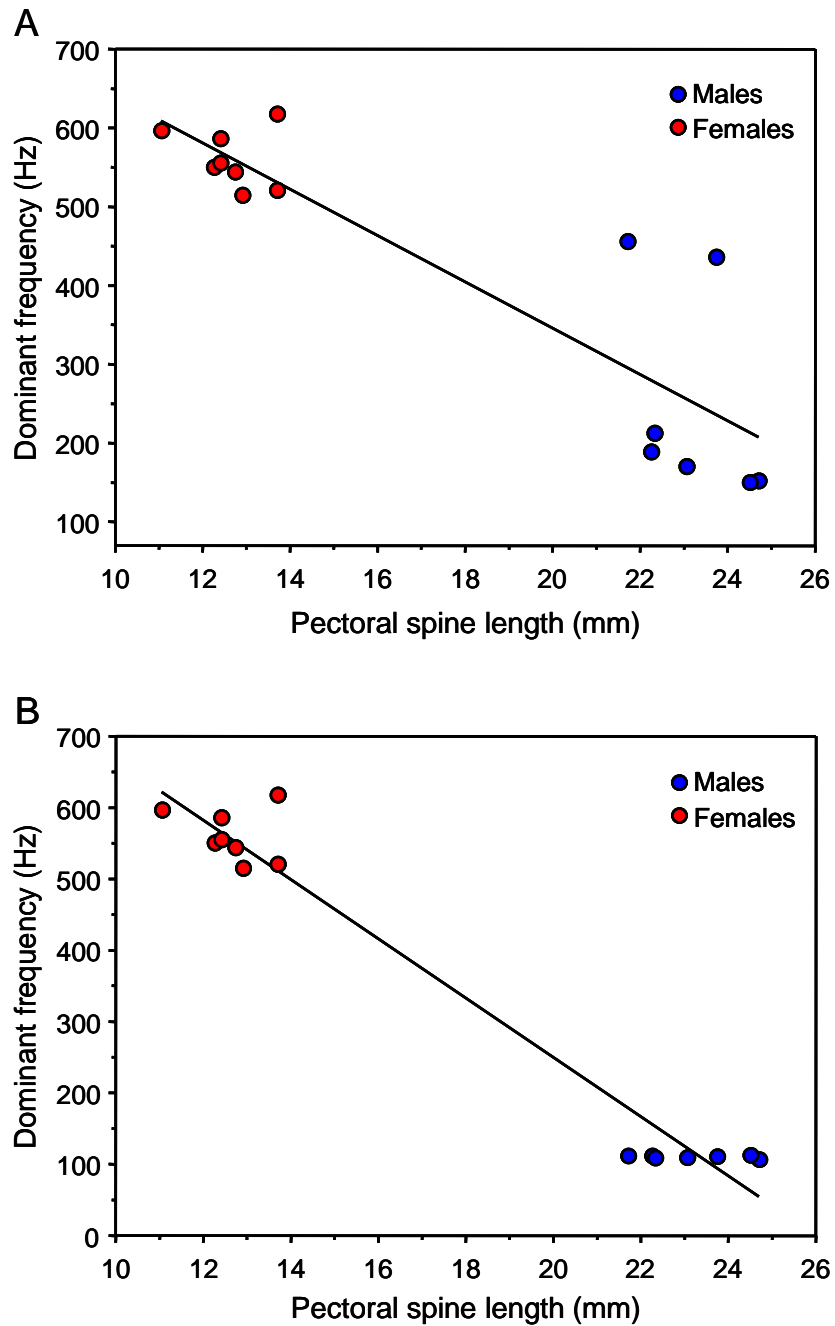 A
700
600
500
400
300
200
100
Dominant frequency (Hz)
Males
Females
10 12 14 16 18 20 22 24 26
Pectoral spine length (mm)
B
700
600
500
400
300
200
100
0
Dominant frequency (Hz)
Males
Females
10 12 14 16 18 20 22 24 26
Pectoral spine length (mm)